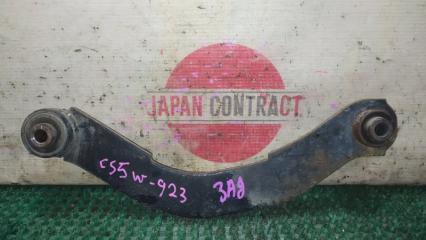 JAPAN CONTRACT
cs5w-923 ЗАД